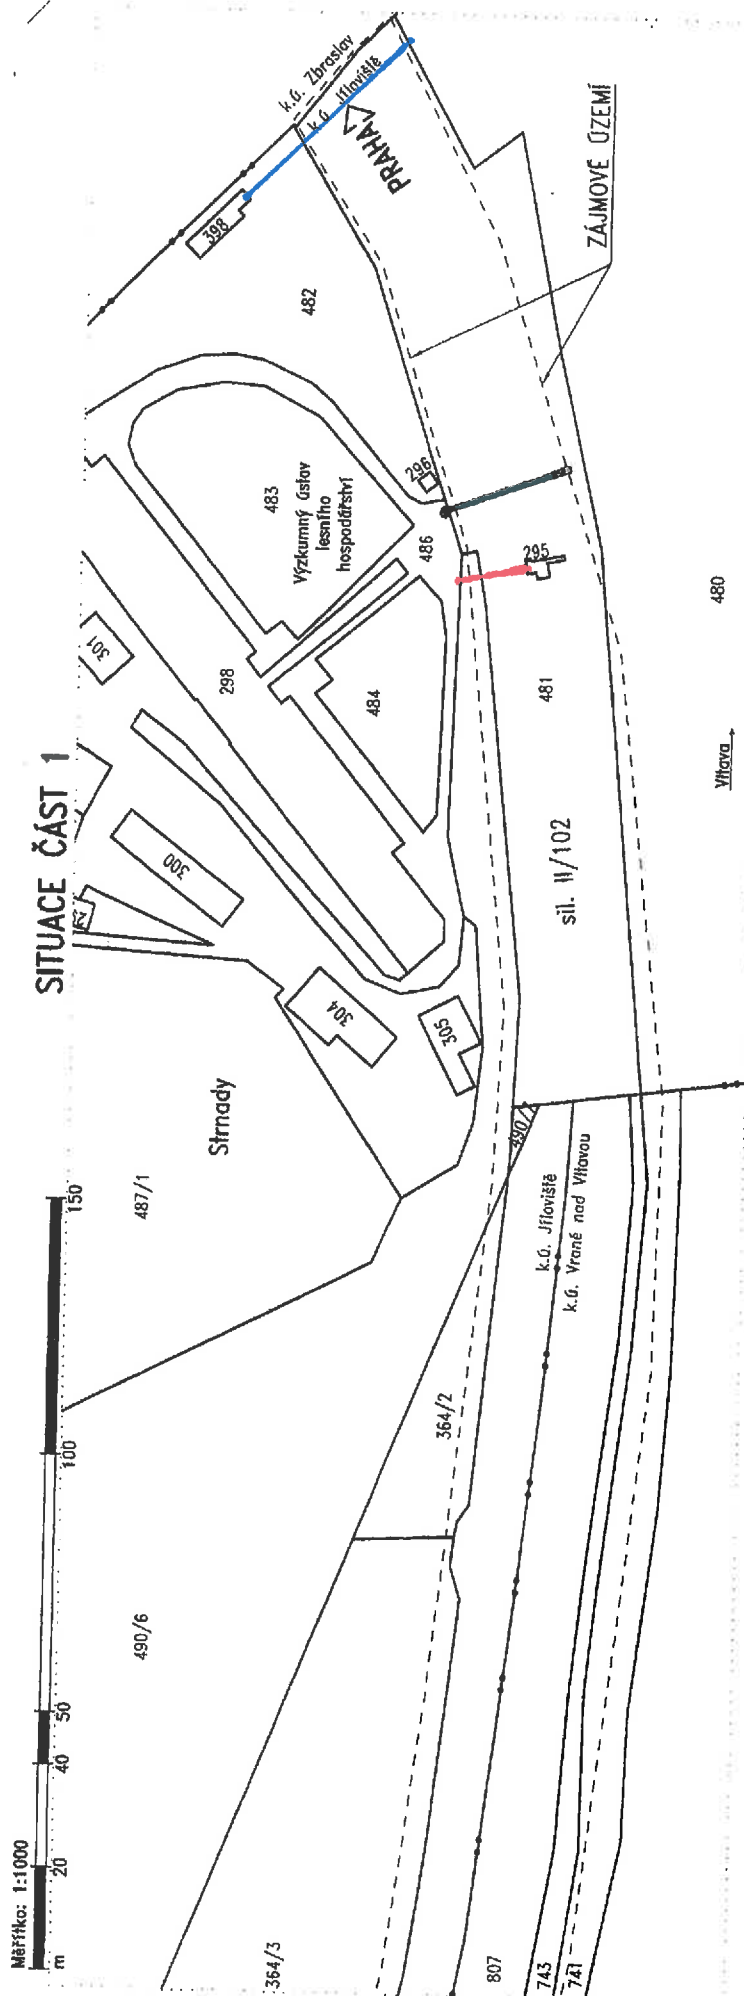 SITUACE ČÁST 1
Měřítko: 1:1000
m
20
40
50
100
150
k.ú. Zbraslav
k.ú. Jíloviště
PRAHA
ZÁJMOVÉ ÚZEMÍ
398
482
483
Výzkumný ústav
lesního
hospodářství
296
486
295
480
301
298
484
481
300
sil. II/102
Vltava
304
305
Strnady
487/1
490/
k.ú. Jíloviště
k.ú. Vrané nad Vltavou
364/2
490/6
364/3
807
743
741